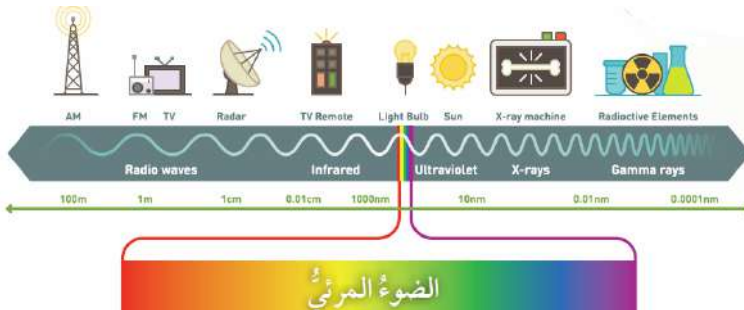 AM FM TV Radar TV Remote Light Bulb Sun X-ray machine Radioctive Elements
Radio waves Infrared Ultraviolet X-rays Gamma rays
100m 1m 1cm 0.01cm 1000nm 10nm 0.01nm 0.0001nm
الضوءُ المرئيُّ